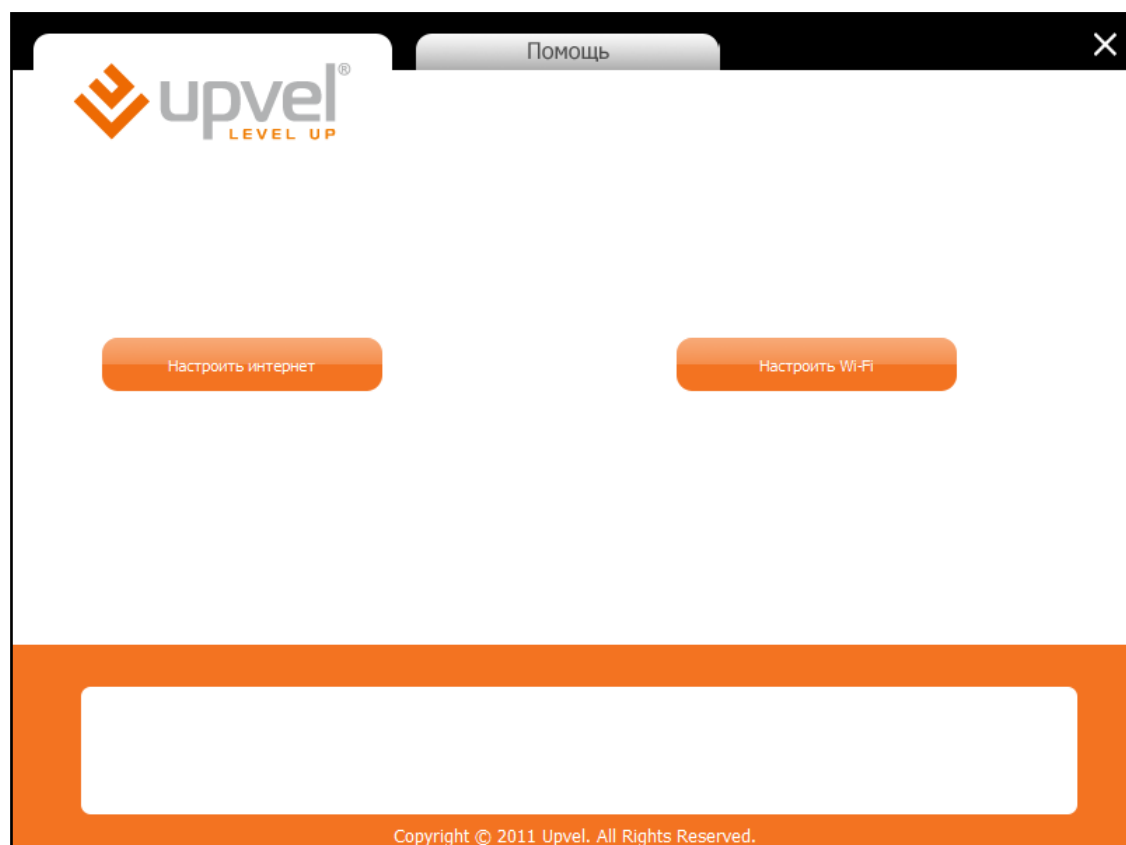 Помощь
upvel®
LEVEL UP
Настроить интернет
Настроить Wi-Fi
Copyright © 2011 Upvel. All Rights Reserved.